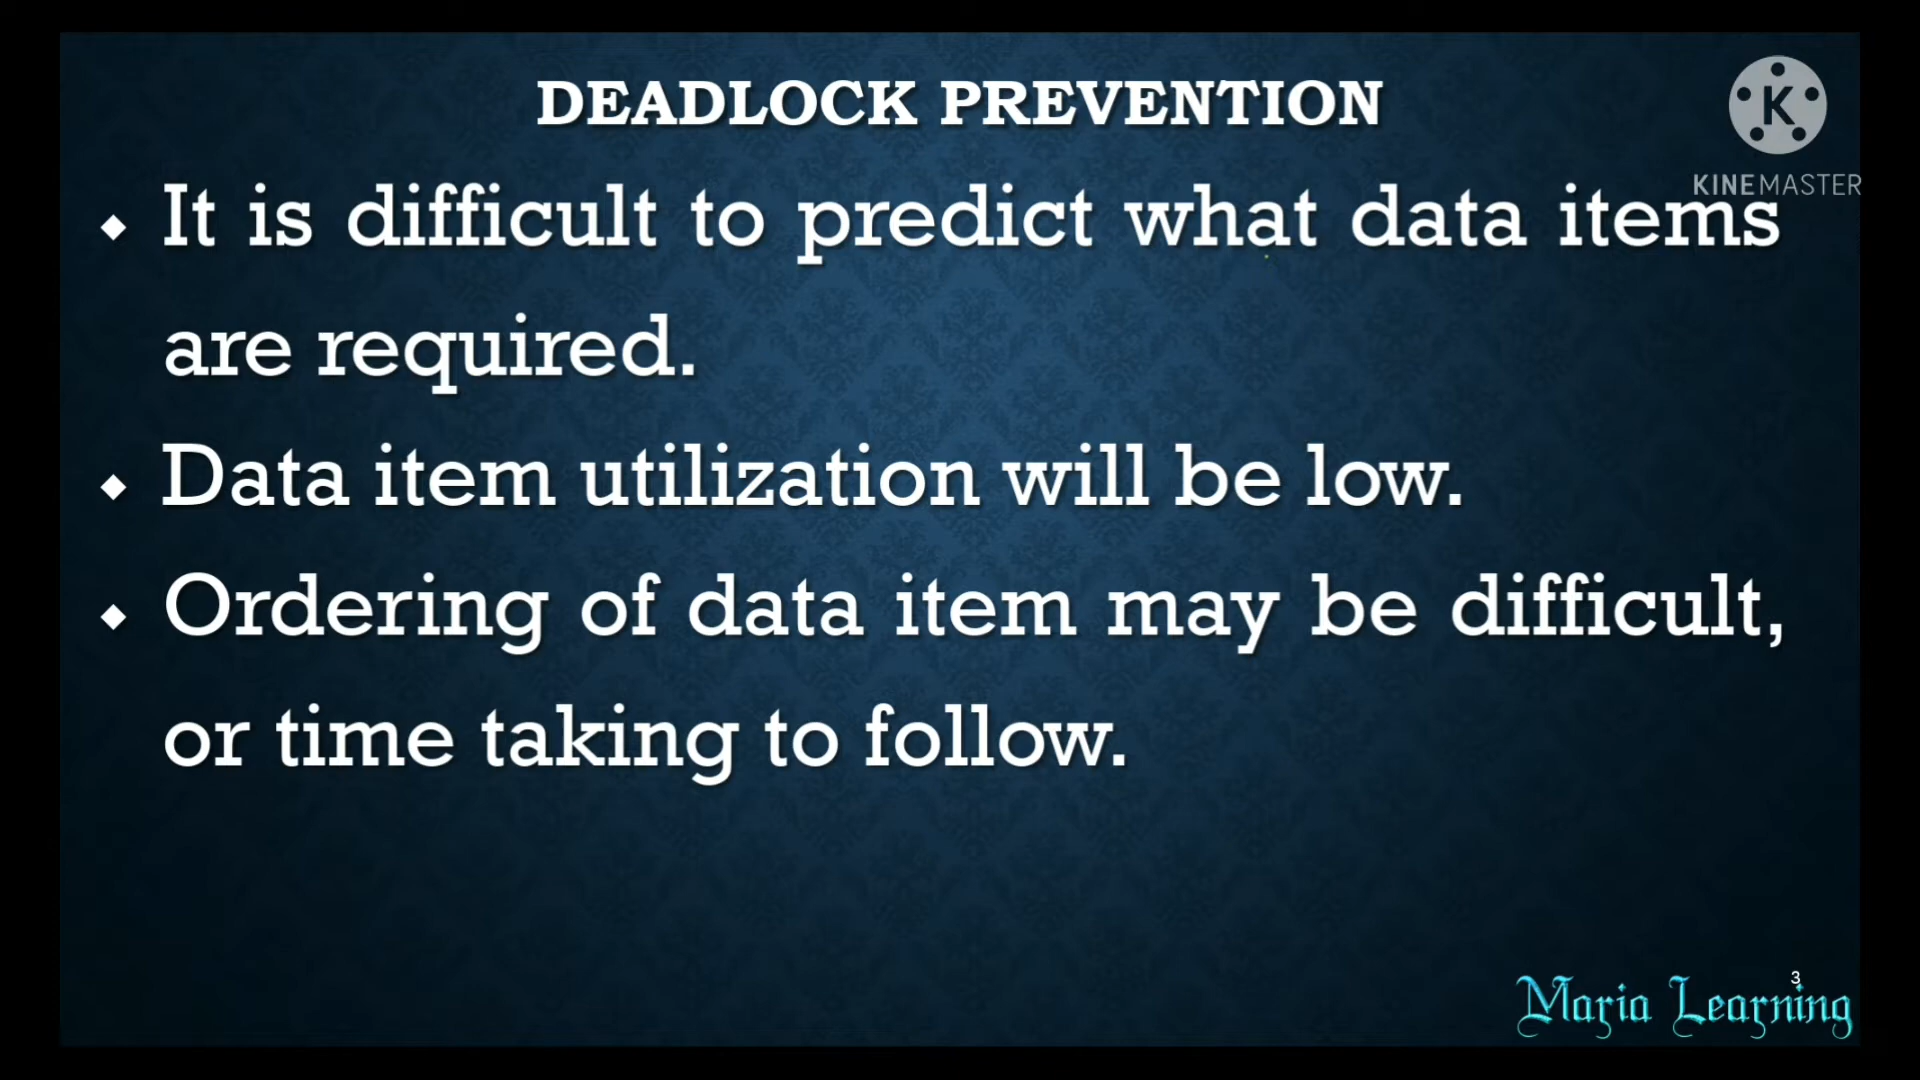 DEADLOCK PREVENTION
K
KINEMASTER
It is difficult to predict what data items
are required.
Data item utilization will be low.
Ordering of data item may be difficult,
or time taking to follow.
3
Maria Learning